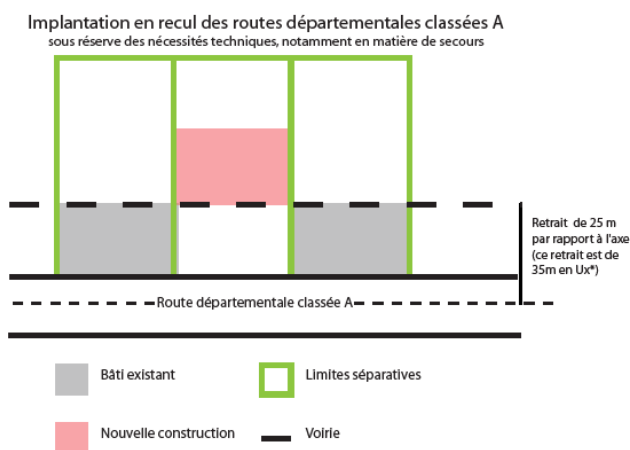 Implantation en recul des routes départementales classées A
sous réserve des nécessités techniques, notamment en matière de secours
Retrait de 25 m
par rapport à l'axe
(ce retrait est de
35m en Ux*)
Route départementale classée A
Bâti existant
Limites séparatives
Nouvelle construction
Voirie